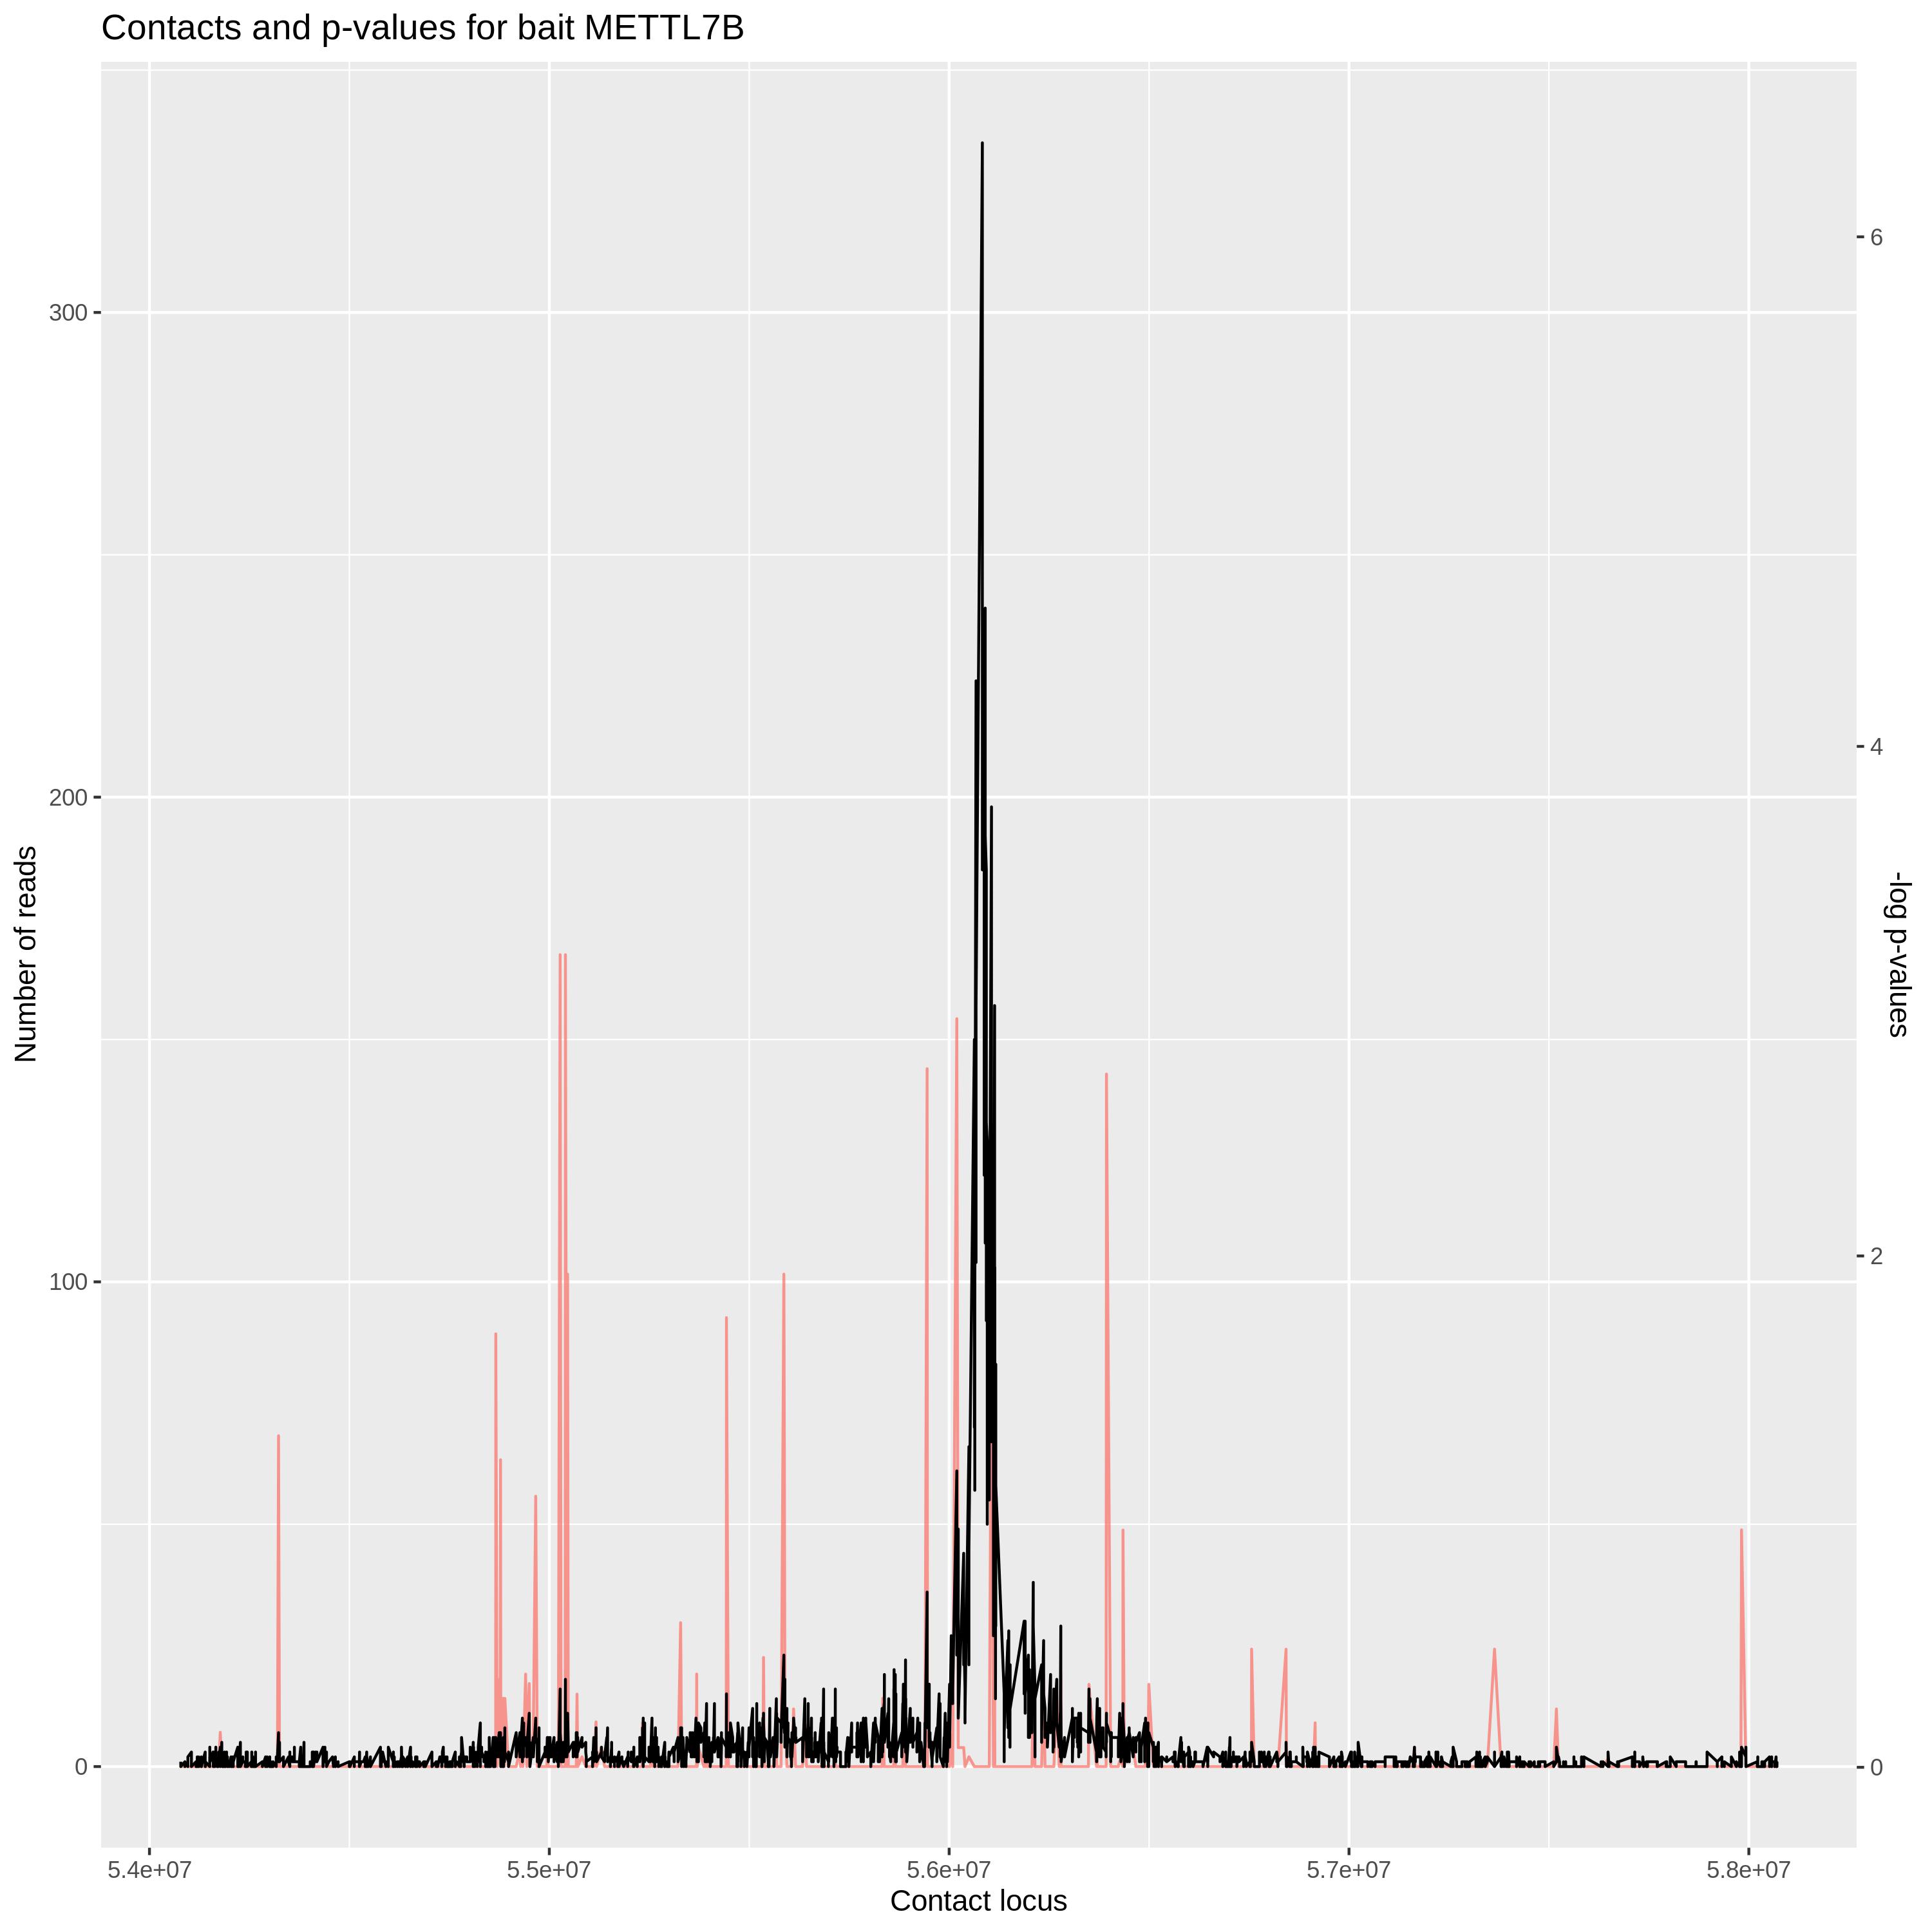 Contacts and p-values for bait METTL7B
300
200
100
0
Number of reads
6
4
2
0
-log p-values
5.4e+07
5.5e+07
5.6e+07
5.7e+07
5.8e+07
Contact locus